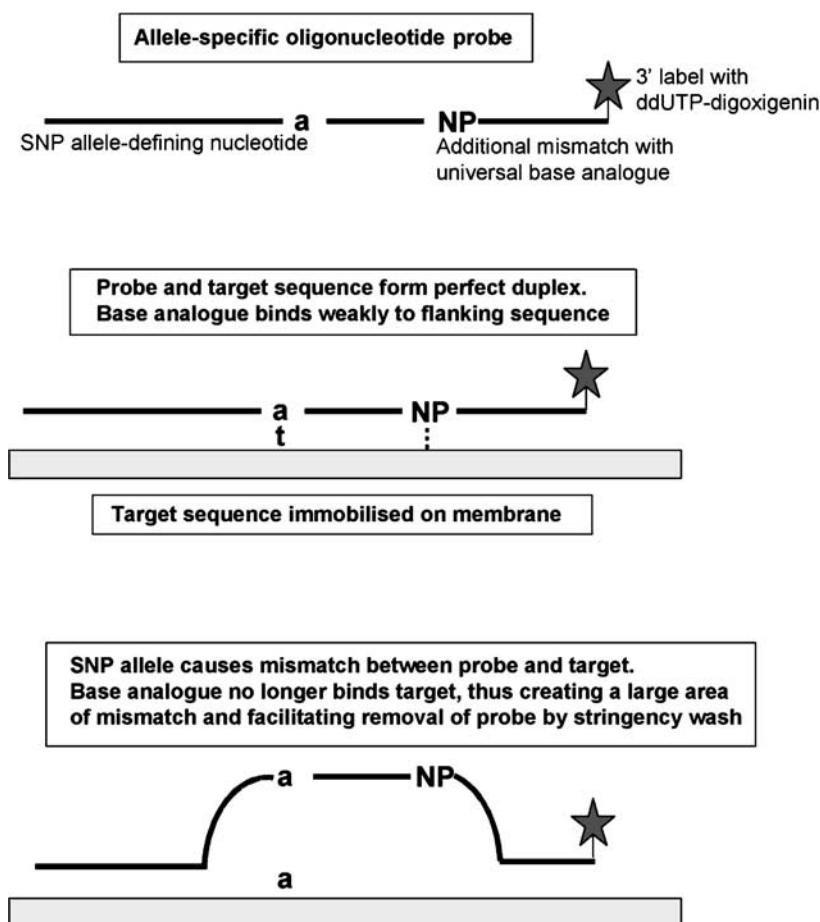 Allele-specific oligonucleotide probe
3' label with
ddUTP-digoxigenin
a
NP
SNP allele-defining nucleotide
Additional mismatch with
universal base analogue
Probe and target sequence form perfect duplex.
Base analogue binds weakly to flanking sequence
a
NP
t
Target sequence immobilised on membrane
SNP allele causes mismatch between probe and target.
Base analogue no longer binds target, thus creating a large area
of mismatch and facilitating removal of probe by stringency wash
a
NP
a